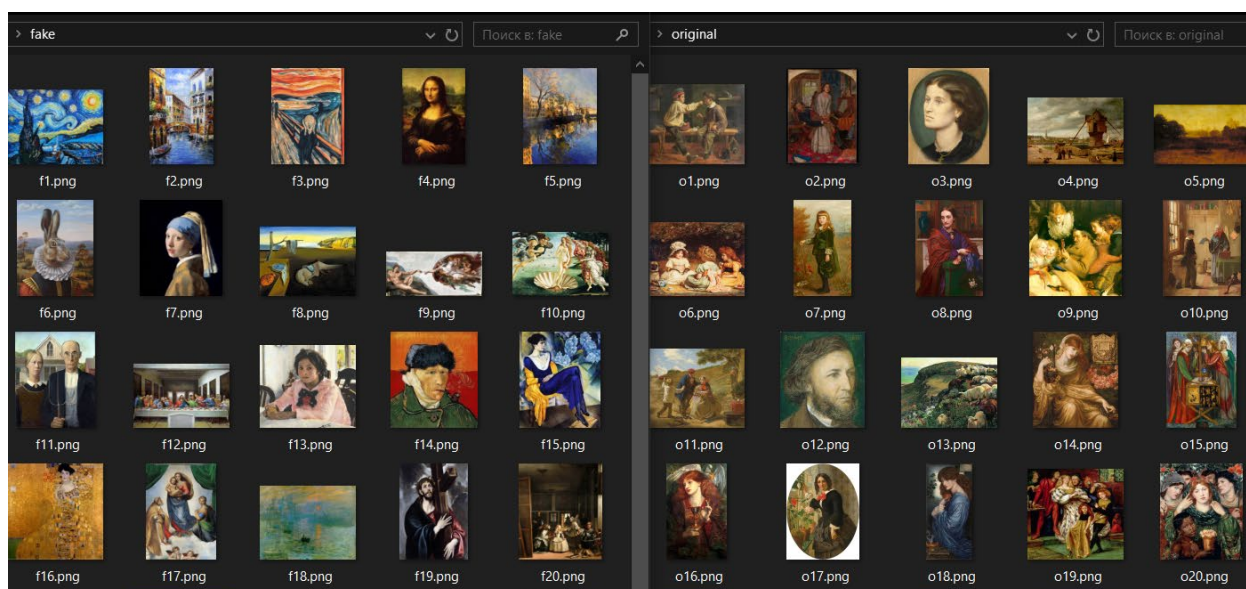 > fake
Поиск в: fake
> original
Поиск в: original
f1.png f2.png f3.png f4.png f5.png
o1.png o2.png o3.png o4.png o5.png
f6.png f7.png f8.png f9.png f10.png
o6.png o7.png o8.png o9.png o10.png
f11.png f12.png f13.png f14.png f15.png
o11.png o12.png o13.png o14.png o15.png
f16.png f17.png f18.png f19.png f20.png
o16.png o17.png o18.png o19.png o20.png